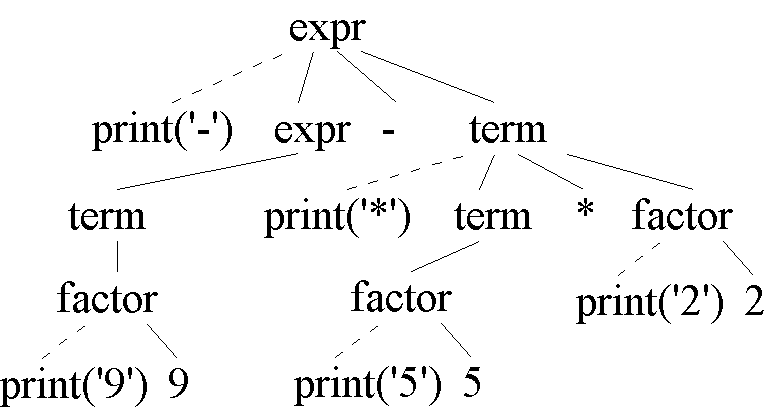 expr
print('-') expr - term
term print('*') term * factor
factor factor print('2') 2
print('9') 9 print('5') 5